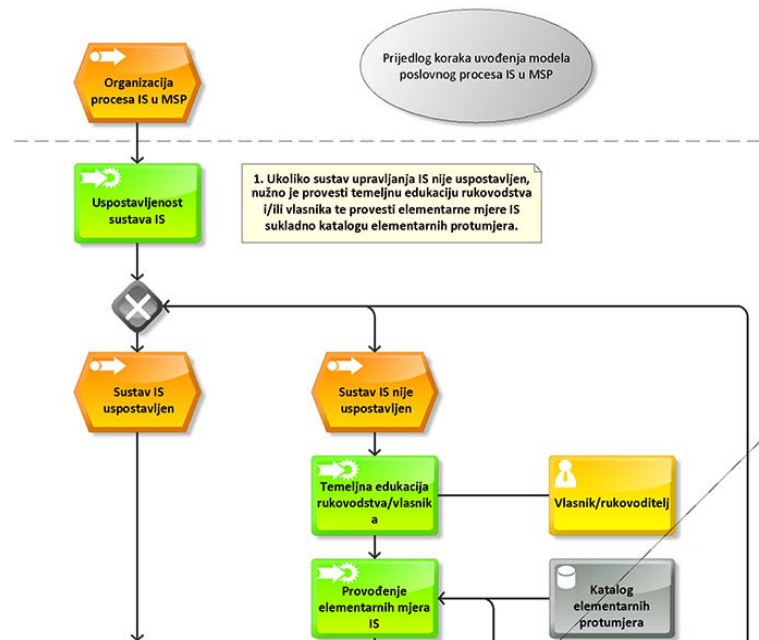 Organizacija
procesa IS u MSP
Prijedlog koraka uvođenja modela
poslovnog procesa IS u MSP
Uspostavljenost
sustava IS
1. Ukoliko sustav upravljanja IS nije uspostavljen,
nužno je provesti temeljnu edukaciju rukovodstva
i/ili vlasnika te provesti elementarne mjere IS
sukladno katalogu elementarnih protumjera.
Sustav IS
uspostavljen
Sustav IS nije
uspostavljen
Temeljna edukacija
rukovodstva/vlasnik
a
Vlasnik/rukovoditelj
Provođenje
elementarnih mjera
IS
Katalog
elementarnih
protumjera